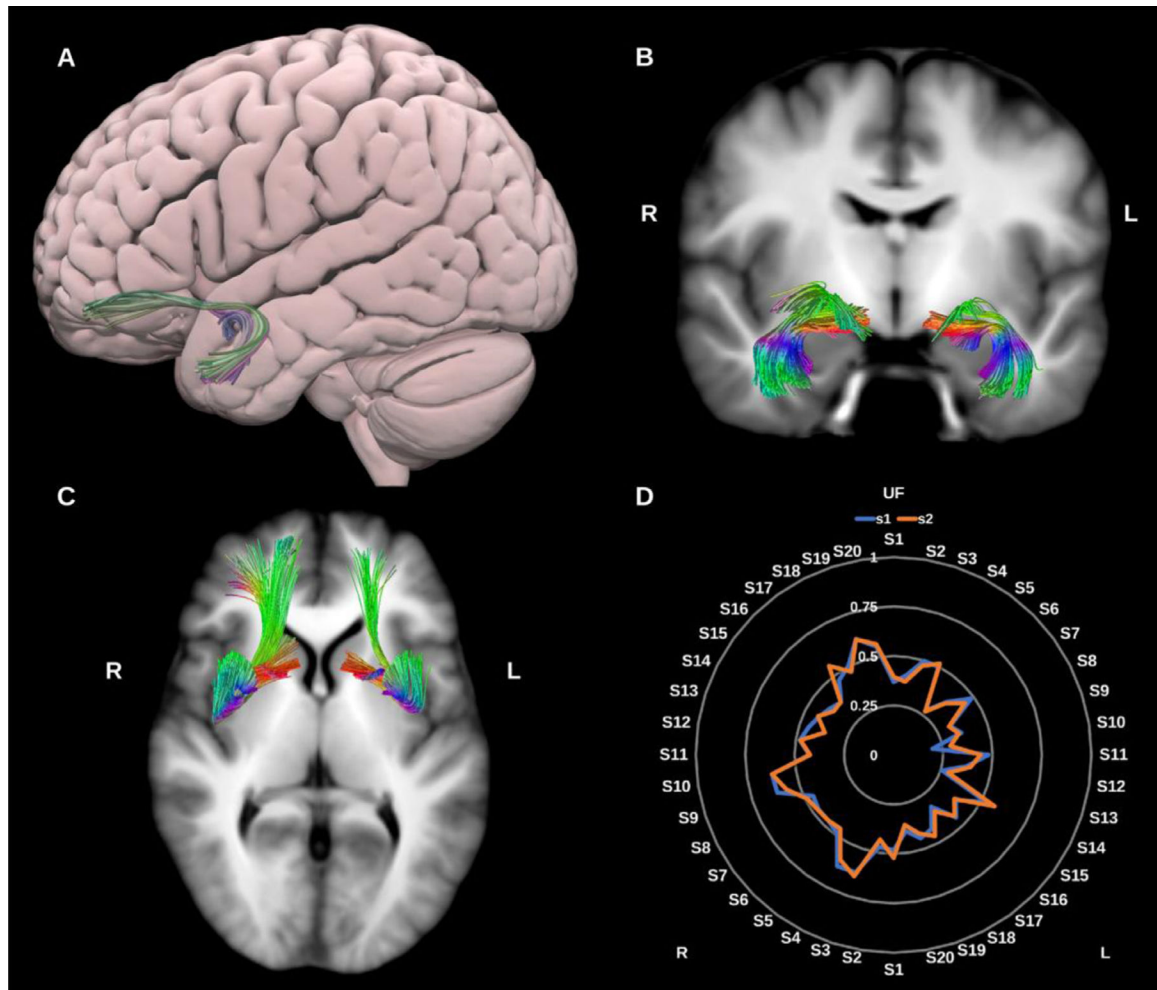 A
B
R
L
C
D
UF
s1 s2
S1
S20 S2
S19 S3
S18 S4
S17 S5
S16 S6
S15 S7
S14 S8
S13 S9
S12 S10
S11 S11
S10 S12
S9 S13
S8 S14
S7 S15
S6 S16
S5 S17
S4 S18
S3 S19
S2 S20
S1
1
0.75
0.5
0.25
0
R
L
R
L